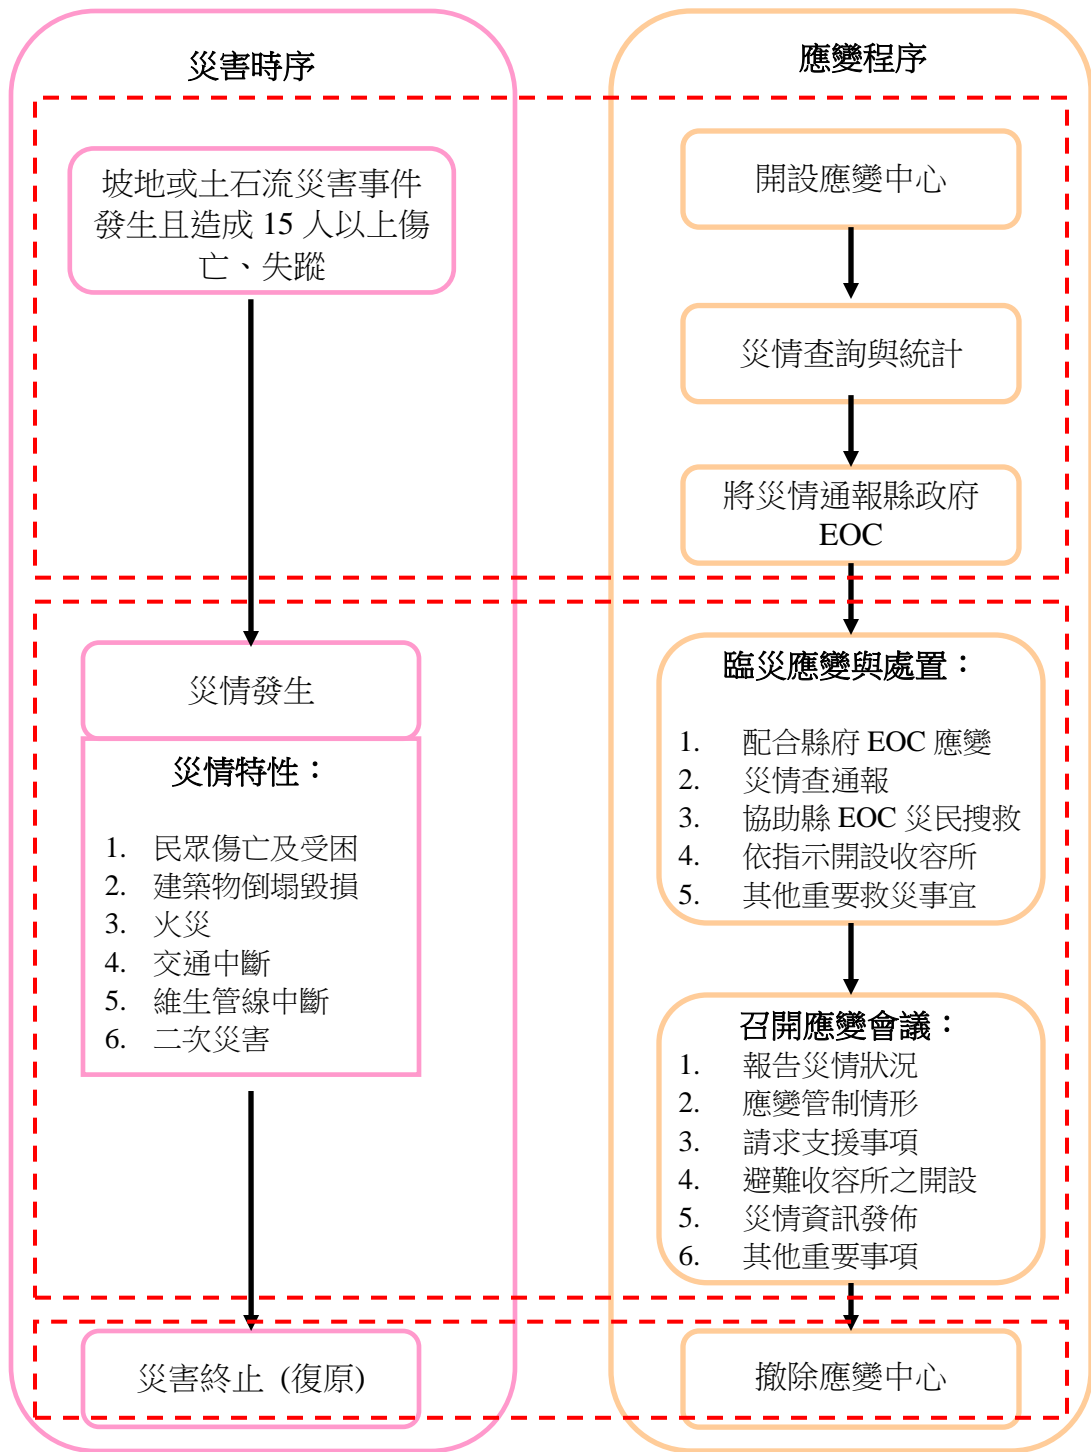 災害時序
坡地或土石流災害事件
發生且造成 15 人以上傷
亡、失蹤
災情發生
災情特性：
1. 民眾傷亡及受困
2. 建築物倒塌毀損
3. 火災
4. 交通中斷
5. 維生管線中斷
6. 二次災害
災害終止 (復原)
應變程序
開設應變中心
災情查詢與統計
將災情通報縣政府
EOC
臨災應變與處置：
1. 配合縣府 EOC 應變
2. 災情查通報
3. 協助縣 EOC 災民搜救
4. 依指示開設收容所
5. 其他重要救災事宜
召開應變會議：
1. 報告災情狀況
2. 應變管制情形
3. 請求支援事項
4. 避難收容所之開設
5. 災情資訊發佈
6. 其他重要事項
撤除應變中心